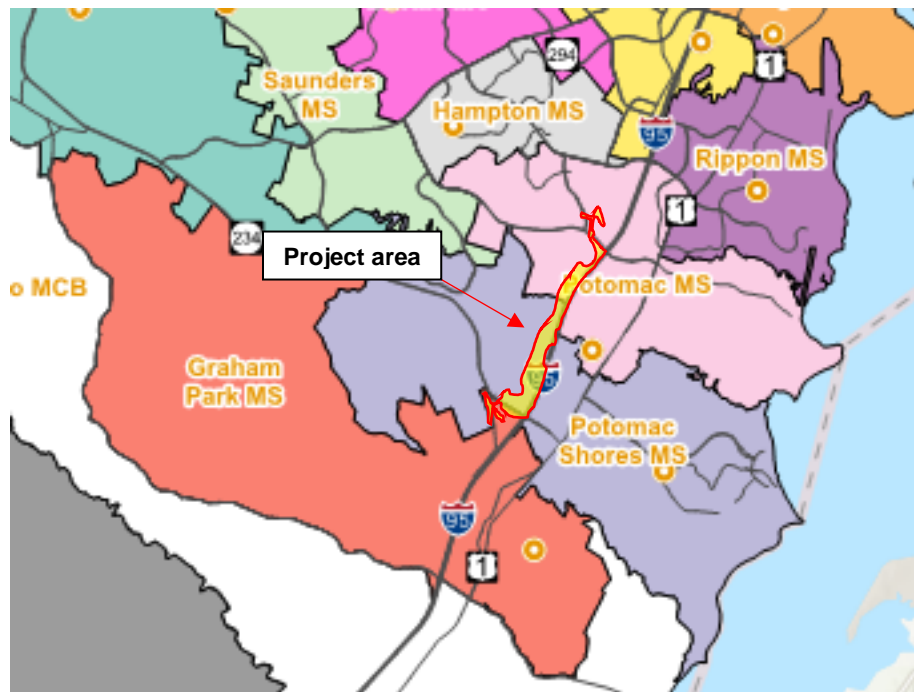 294
1
Saunders
MS
Hampton MS
95
Rippon MS
1
234
Project area
o MCB
otomac MS
Graham
Park MS
95
Potomac
Shores MS
95
1